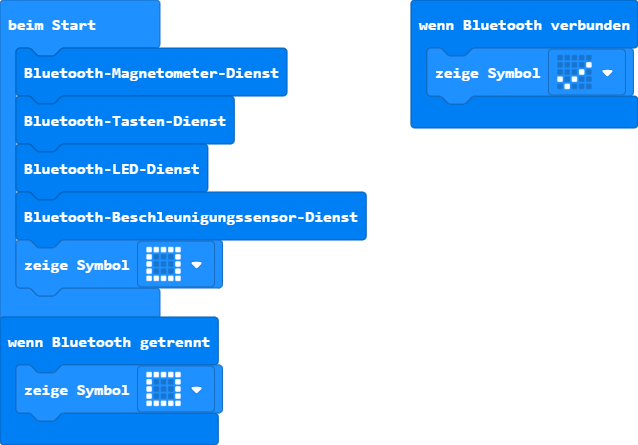 beim Start
Bluetooth-Magnetometer-Dienst
Bluetooth-Tasten-Dienst
Bluetooth-LED-Dienst
Bluetooth-Beschleunigungssensor-Dienst
zeige Symbol
wenn Bluetooth getrennt
zeige Symbol
wenn Bluetooth verbunden
zeige Symbol